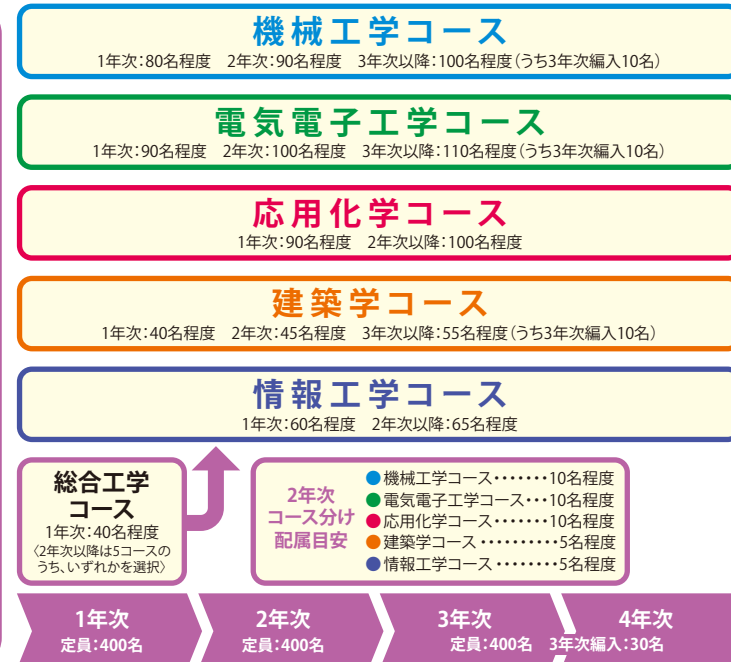 機械工学コース
1年次:80名程度 2年次:90名程度 3年次以降:100名程度(うち3年次編入10名)
電気電子工学コース
1年次:90名程度 2年次:100名程度 3年次以降:110名程度(うち3年次編入10名)
応用化学コース
1年次:90名程度 2年次以降:100名程度
建築学コース
1年次:40名程度 2年次:45名程度 3年次以降:55名程度(うち3年次編入10名)
情報工学コース
1年次:60名程度 2年次以降:65名程度
総合工学
コース
1年次:40名程度
〈2年次以降は5コースの
うち、いずれかを選択〉
2年次
コース分け
配属目安
●機械工学コース・・・・・・・10名程度
●電気電子工学コース・・・10名程度
●応用化学コース・・・・・・・10名程度
●建築学コース・・・・・・・・・・5名程度
●情報工学コース・・・・・・・・5名程度
1年次
定員:400名
2年次
定員:400名
3年次
4年次
定員:400名 3年次編入:30名